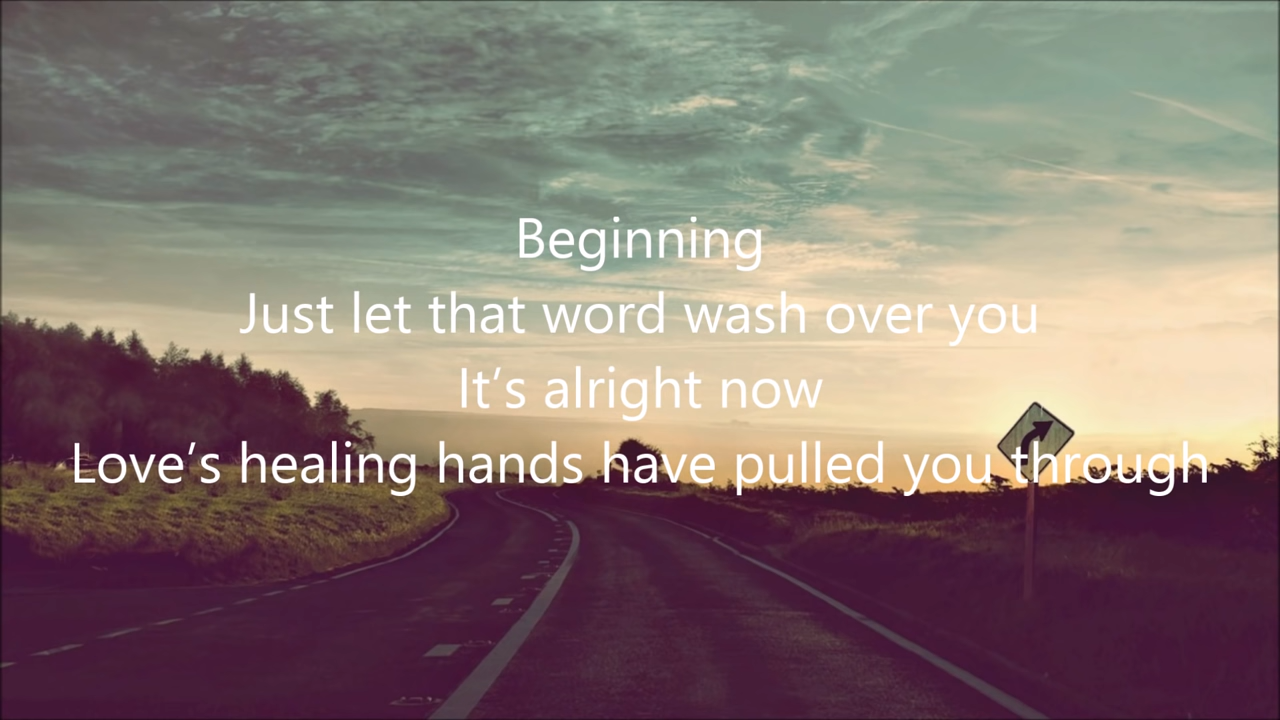 Beginning
Just let that word wash over you
It's alright now
Love's healing hands have pulled you through